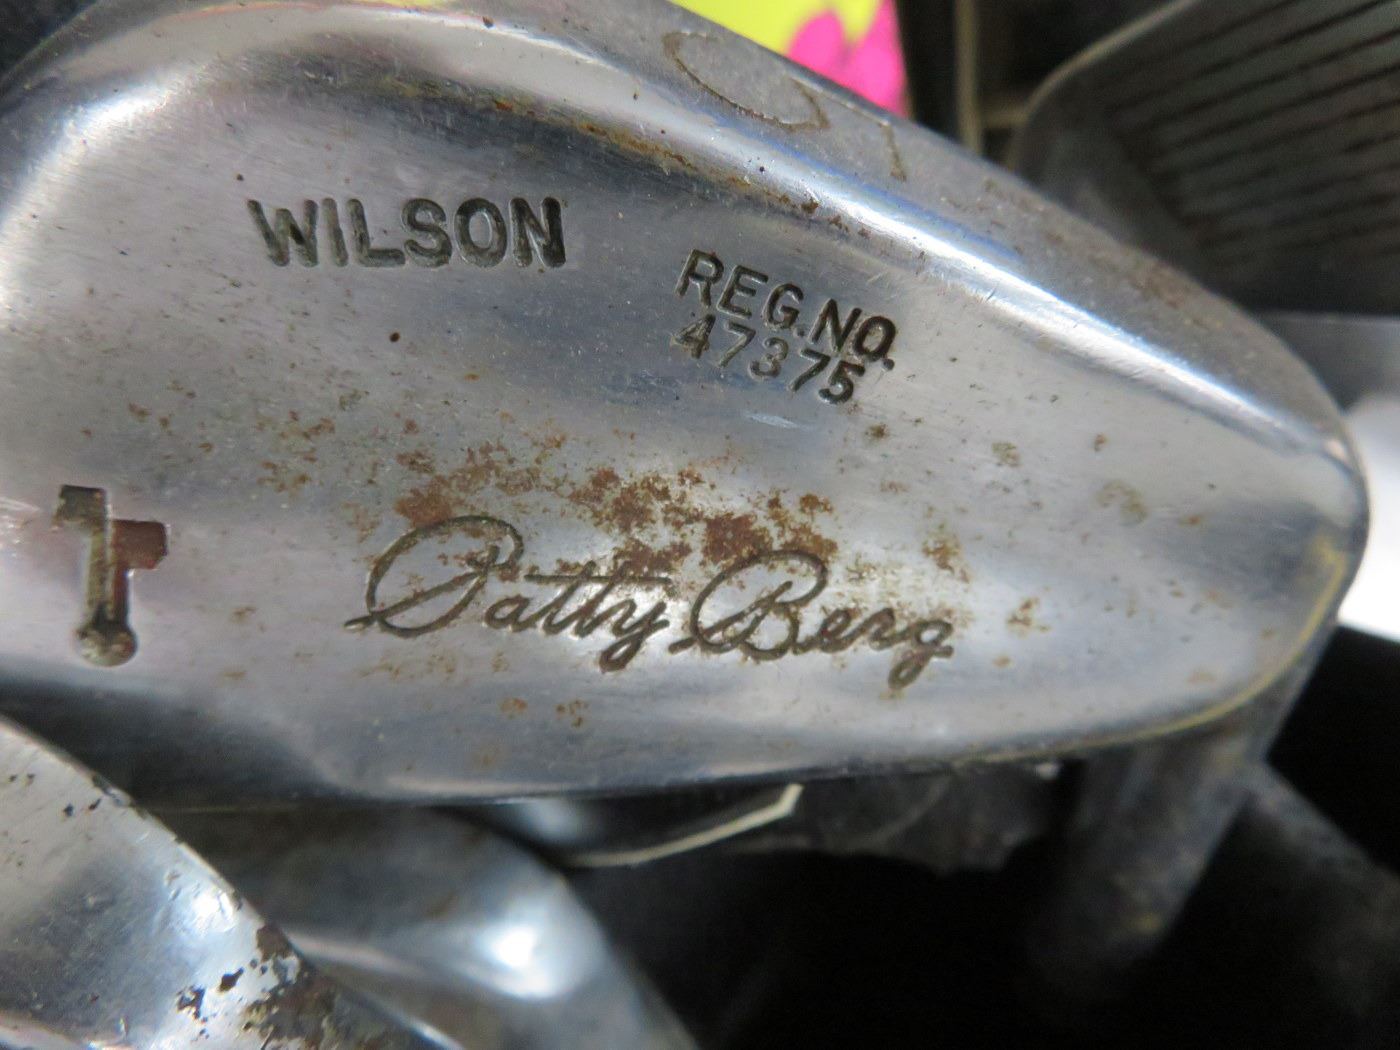 WILSON
REG. NO.
47375
Patty Berg